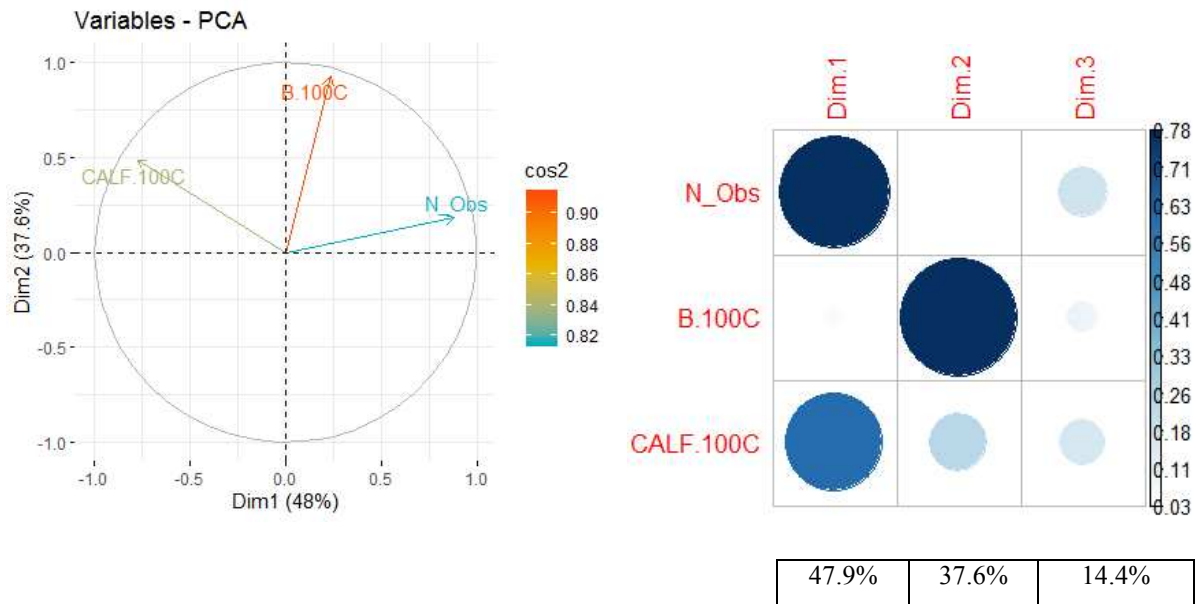 Variables - PCA
1.0
0.5
0.0
-0.5
-1.0
Dim2 (37.6%)
B.100C
CALF.100C
N_Obs
-1.0
-0.5
0.0
0.5
1.0
Dim1 (48%)
cos2
0.90
0.88
0.86
0.84
0.82
Dim.1
Dim.2
Dim.3
N_Obs
B.100C
CALF.100C
0.78
0.71
0.63
0.56
0.48
0.41
0.33
0.26
0.18
0.11
0.03
47.9%
37.6%
14.4%